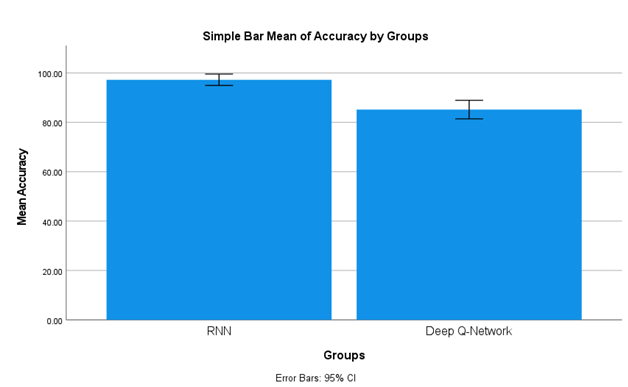 Simple Bar Mean of Accuracy by Groups
Mean Accuracy
100.00
80.00
60.00
40.00
20.00
0.00
RNN
Deep Q-Network
Groups
Error Bars: 95% CI